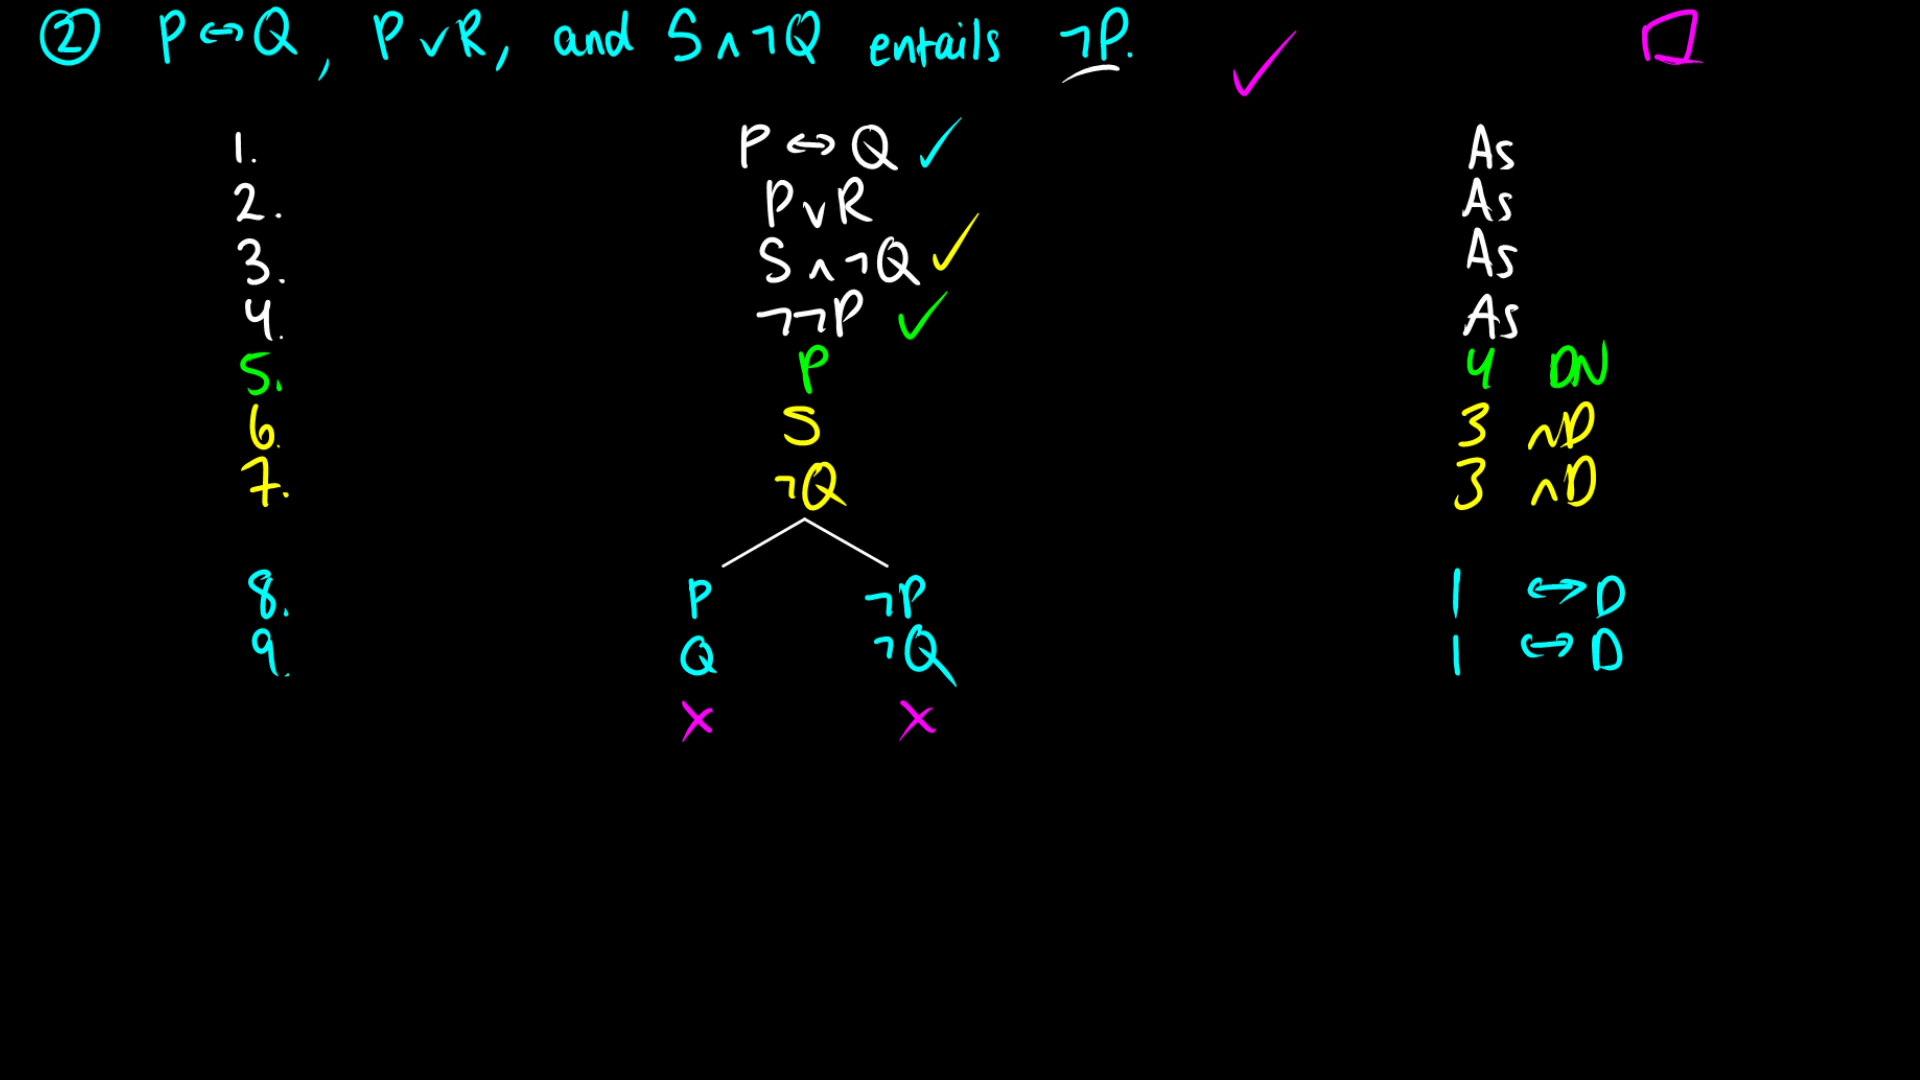 ② P↔Q, P∨R, and S∧¬Q entails ¬P. ✓ □
1. P↔Q ✓ As
2. P∨R As
3. S∧¬Q ✓ As
4. ¬¬P ✓ As
5. P 4 DN
6. S 3 ∧D
7. ¬Q 3 ∧D
8. P ¬P 1 ↔D
9. Q ¬Q 1 ↔D
× ×